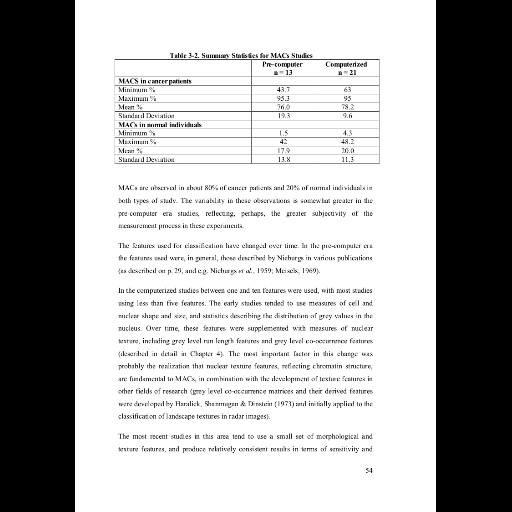 Table 3-2. Summary Statistics for MACs Studies
Pre-computer Computerized
n = 13 n = 21
MACS in cancer patients
Minimum % 43.7 63
Maximum % 95.3 95
Mean % 76.0 78.2
Standard Deviation 19.3 9.6
MACs in normal individuals
Minimum % 1.5 4.3
Maximum % 42 48.2
Mean % 17.9 20.0
Standard Deviation 13.8 11.3
MACs are observed in about 80% of cancer patients and 20% of normal individuals in
both types of study. The variability in these observations is somewhat greater in the
pre-computer era studies, reflecting, perhaps, the greater subjectivity of the
measurement process in these experiments.
The features used for classification have changed over time. In the pre-computer era
the features used were, in general, those described by Nieburgs in various publications
(as described on p. 29, and e.g. Nieburgs et al., 1959; Meisels, 1969).
In the computerized studies between one and ten features were used, with most studies
using less than five features. The early studies tended to use measures of cell and
nuclear shape and size, and statistics describing the distribution of grey values in the
nucleus. Over time, these features were supplemented with measures of nuclear
texture, including grey level run length features and grey level co-occurrence features
(described in detail in Chapter 4). The most important factor in this change was
probably the realization that nuclear texture features, reflecting chromatin structure,
are fundamental to MACs, in combination with the development of texture features in
other fields of research (grey level co-occurrence matrices and their derived features
were developed by Haralick, Shanmugan & Dinstein (1973) and initially applied to the
classification of landscape textures in radar images).
The most recent studies in this area tend to use a small set of morphological and
texture features, and produce relatively consistent results in terms of sensitivity and
54